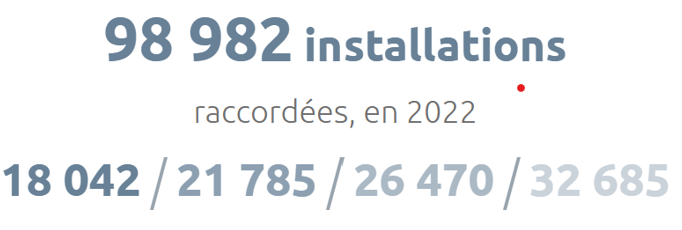 98 982 installations
raccordées, en 2022
18 042 / 21 785 / 26 470 / 32 685